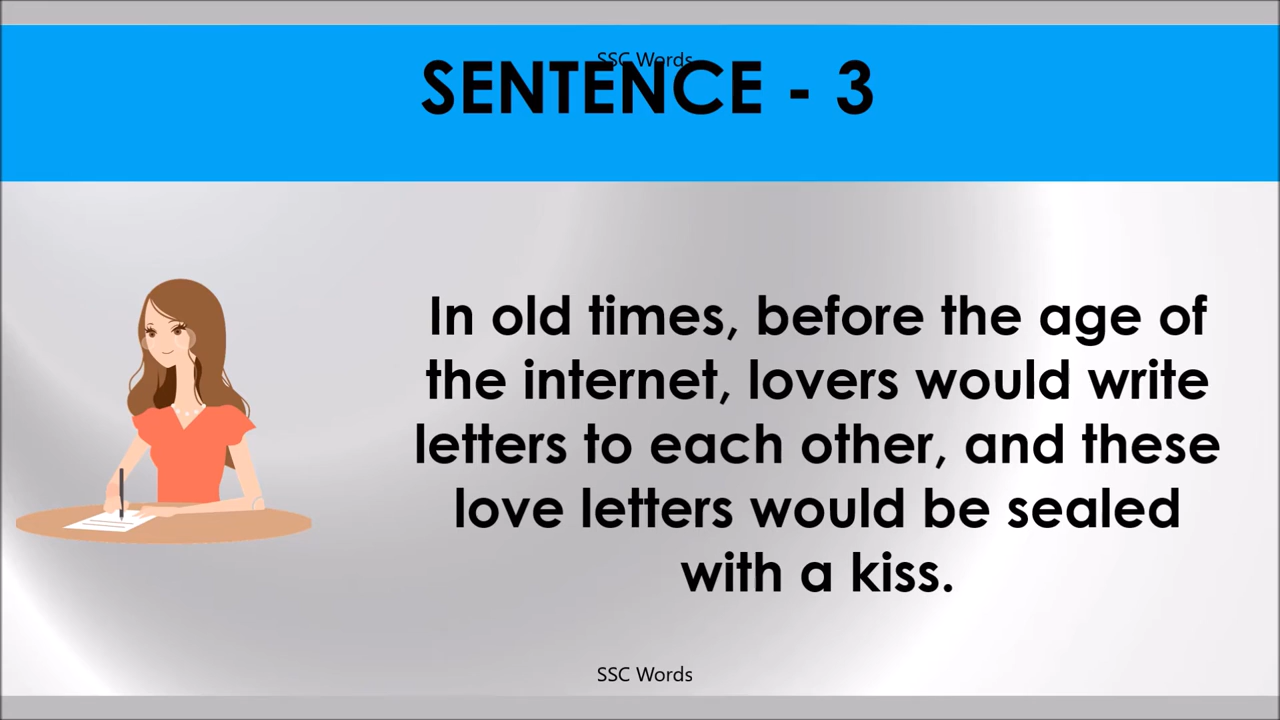 SSC Words
SENTENCE - 3
In old times, before the age of
the internet, lovers would write
letters to each other, and these
love letters would be sealed
with a kiss.
SSC Words